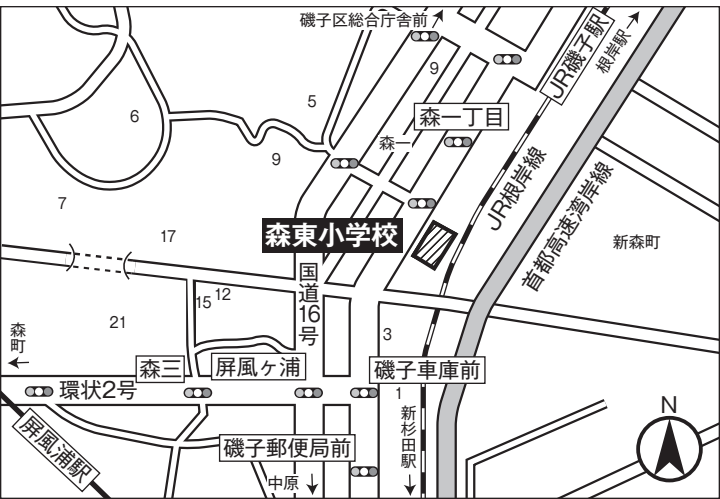 磯子区総合庁舎前
JR磯子駅
根岸駅
9
5
森一丁目
6
森一
9
JR根岸線
首都高速湾岸線
7
17
森東小学校
新森町
国道16号
15
12
21
3
森町
森三
屏風ヶ浦
磯子車庫前
環状2号
1
新杉田駅
N
屏風浦駅
磯子郵便局前
中原